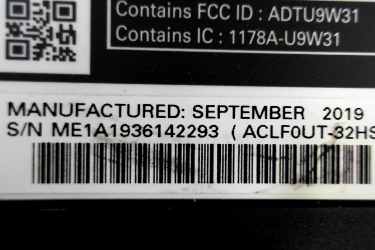 Contains FCC ID : ADTU9W31
Contains IC : 1178A-U9W31
MANUFACTURED: SEPTEMBER 2019
S/N ME1A1936142293 ( ACLF0UT-32HS